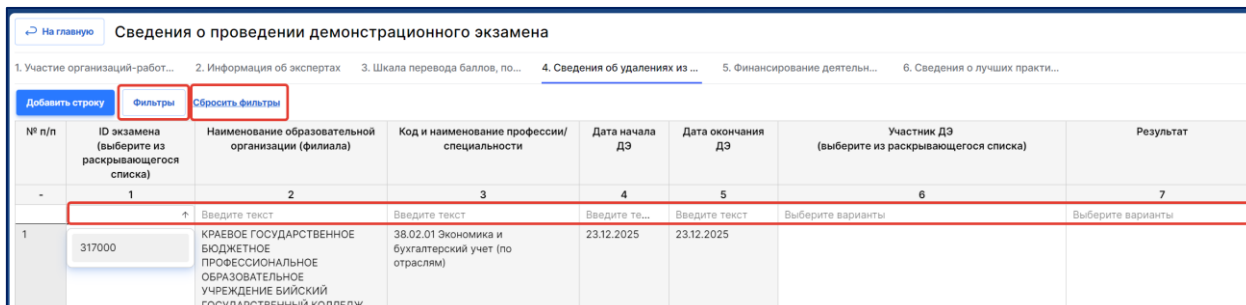 На главную
Сведения о проведении демонстрационного экзамена
1. Участие организаций-работ...
2. Информация об экспертах
3. Шкала перевода баллов, по...
4. Сведения об удалениях из ...
5. Финансирование деятельн...
6. Сведения о лучших практи...
Добавить строку
Фильтры
Сбросить фильтры
№ п/п
ID экзамена
(выберите из
раскрывающегося
списка)
Наименование образовательной
организации (филиала)
Код и наименование профессии/
специальности
Дата начала
ДЭ
Дата окончания
ДЭ
Участник ДЭ
(выберите из раскрывающегося списка)
Результат
-
1
2
3
4
5
6
7
Введите текст
Введите текст
Введите те...
Введите текст
Выберите варианты
Выберите варианты
1
317000
КРАЕВОЕ ГОСУДАРСТВЕННОЕ
БЮДЖЕТНОЕ
ПРОФЕССИОНАЛЬНОЕ
ОБРАЗОВАТЕЛЬНОЕ
УЧРЕЖДЕНИЕ БИЙСКИЙ
ГОСУДАРСТВЕННЫЙ КОЛЛЕДЖ
38.02.01 Экономика и
бухгалтерский учет (по
отраслям)
23.12.2025
23.12.2025